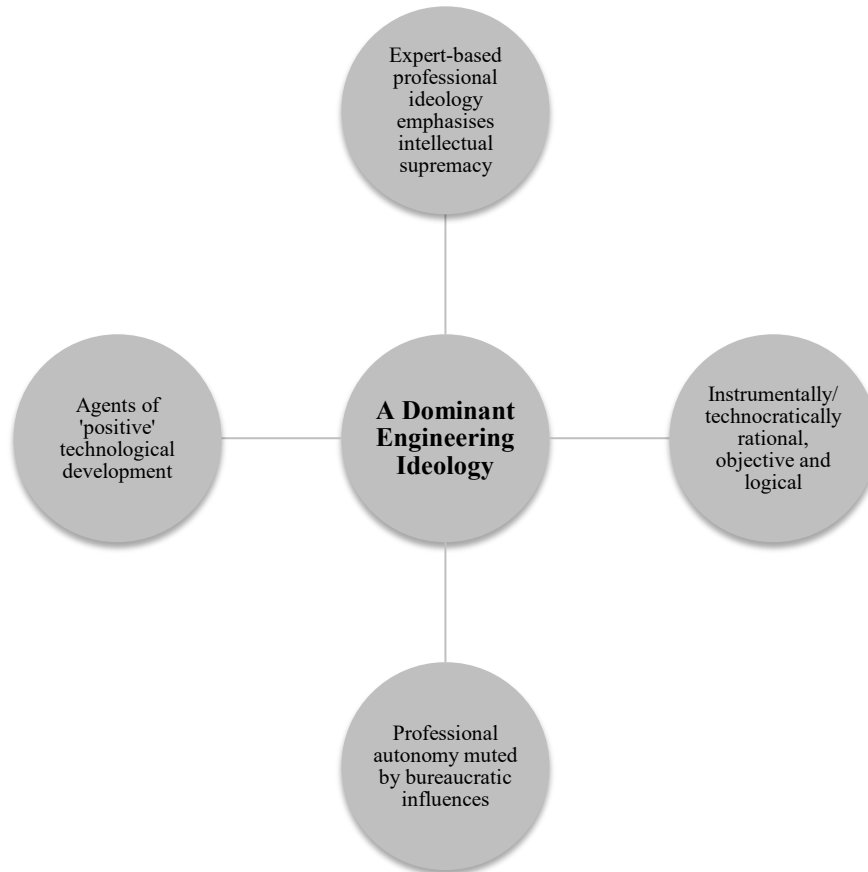 Expert-based
professional
ideology
emphasises
intellectual
supremacy
Agents of
'positive'
technological
development
A Dominant
Engineering
Ideology
Instrumentally/
technocratically
rational,
objective and
logical
Professional
autonomy muted
by bureaucratic
influences